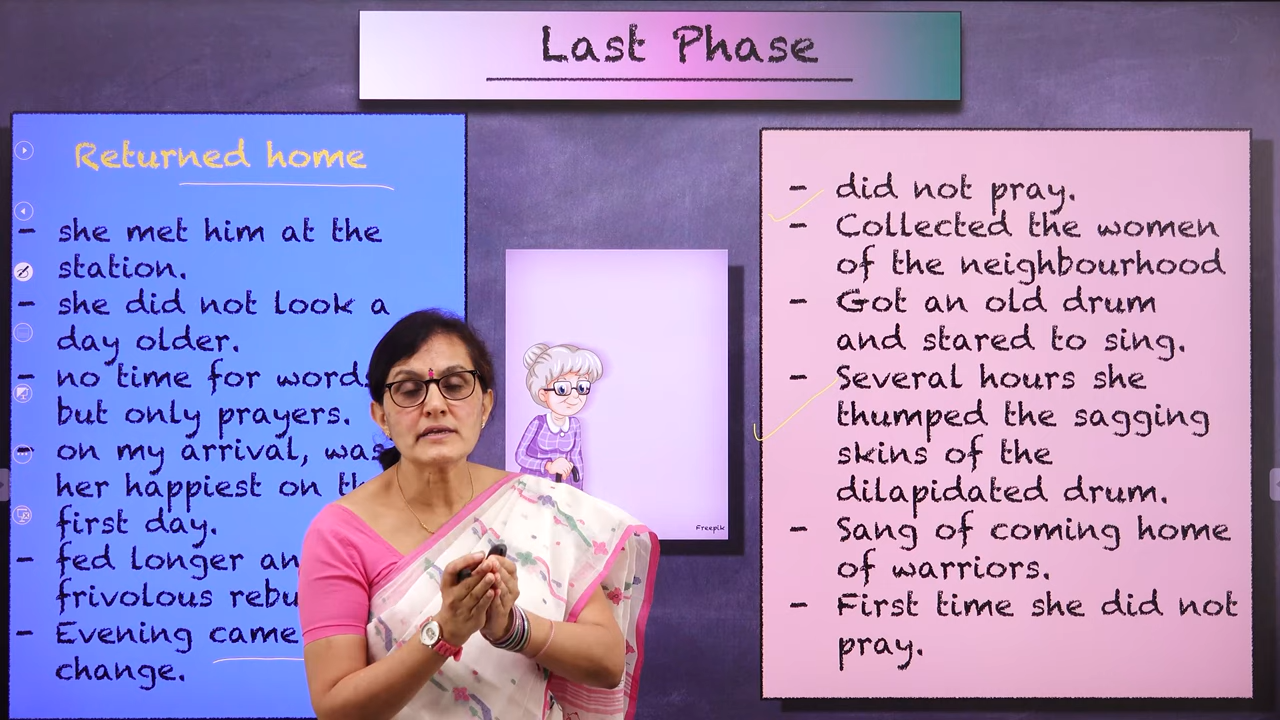 Last Phase
Returned home
- she met him at the
station.
- she did not look a
day older.
- no time for word
but only prayers.
- on my arrival, was
her happiest on
first day.
- fed longer
frivolous
- Evening came
change.
Freepik
- did not pray.
- Collected the women
of the neighbourhood
- Got an old drum
and stared to sing.
- Several hours she
thumped the sagging
skins of the
dilapidated drum.
- Sang of coming home
of warriors.
- First time she did not
pray.